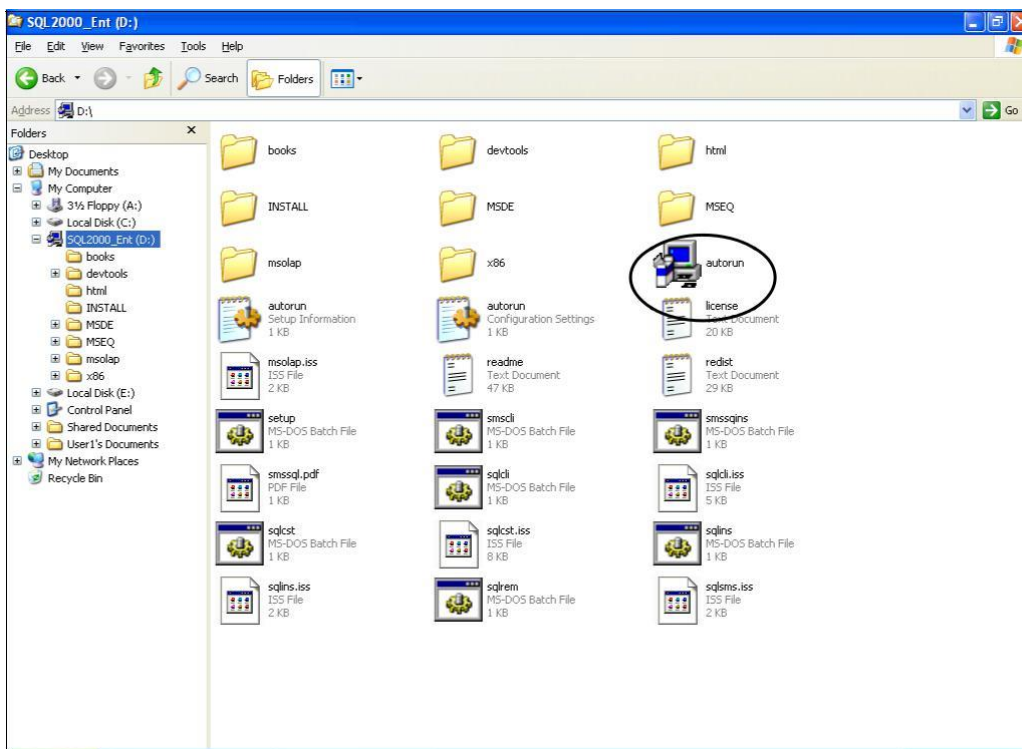 SQL2000_Ent (D:)
File Edit View Favorites Tools Help
Back Search Folders
Address D:\ Go
Folders
Desktop
My Documents
My Computer
3½ Floppy (A:)
Local Disk (C:)
SQL2000_Ent (D:)
books
devtools
html
INSTALL
MSDE
MSEQ
msolap
x86
Local Disk (E:)
Control Panel
Shared Documents
User1's Documents
My Network Places
Recycle Bin
books
devtools
html
INSTALL
MSDE
MSEQ
msolap
x86
autorun
autorun
Setup Information
1 KB
autorun
Configuration Settings
1 KB
license
Text Document
20 KB
msolap.iss
ISS File
2 KB
readme
Text Document
47 KB
redist
Text Document
29 KB
setup
MS-DOS Batch File
1 KB
smscli
MS-DOS Batch File
1 KB
smssqins
MS-DOS Batch File
1 KB
smssql.pdf
PDF File
1 KB
sqlcli
MS-DOS Batch File
1 KB
sqlcli.iss
ISS File
5 KB
sqlcst
MS-DOS Batch File
1 KB
sqlcst.iss
ISS File
8 KB
sqlins
MS-DOS Batch File
1 KB
sqlins.iss
ISS File
2 KB
sqlrem
MS-DOS Batch File
1 KB
sqlsms.iss
ISS File
2 KB